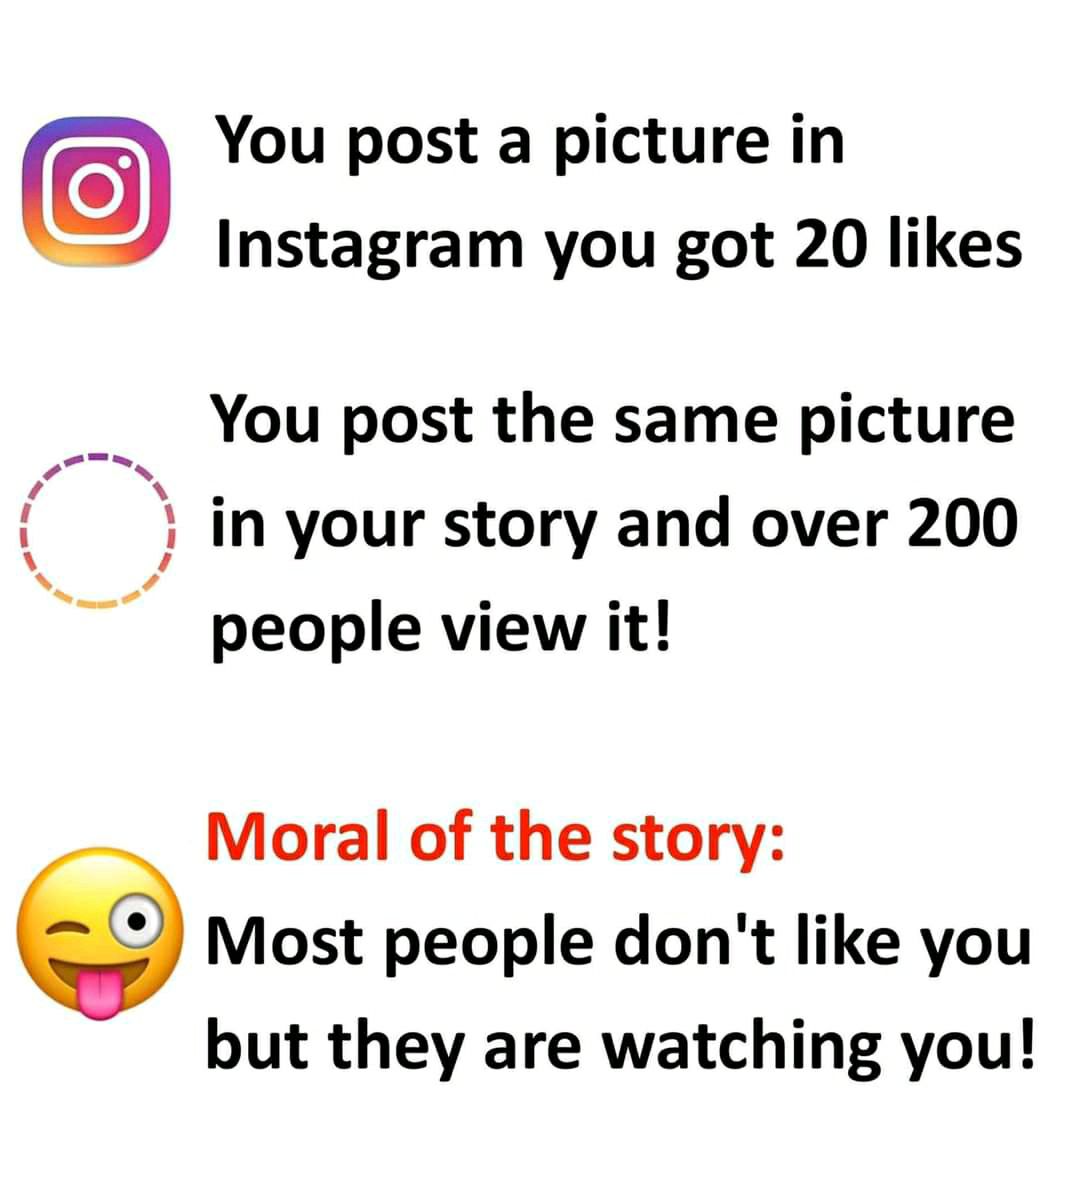 You post a picture in
Instagram you got 20 likes
You post the same picture
in your story and over 200
people view it!
Moral of the story:
Most people don't like you
but they are watching you!